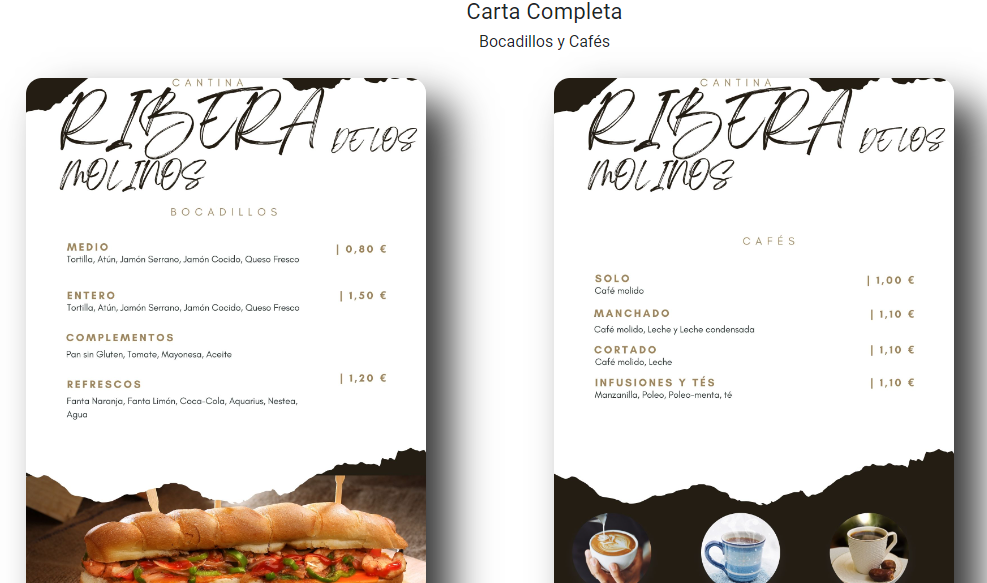 Carta Completa
Bocadillos y Cafés
CANTINA
RIBERA DE LOS
MOLINOS
BOCADILLOS
MEDIO | 0,80 €
Tortilla, Atún, Jamón Serrano, Jamón Cocido, Queso Fresco
ENTERO | 1,50 €
Tortilla, Atún, Jamón Serrano, Jamón Cocido, Queso Fresco
COMPLEMENTOS
Pan sin Gluten, Tomate, Mayonesa, Aceite
REFRESCOS | 1,20 €
Fanta Naranja, Fanta Limón, Coca-Cola, Aquarius, Nestea,
Agua
CANTINA
RIBERA DE LOS
MOLINOS
CAFÉS
SOLO | 1,00 €
Café molido
MANCHADO | 1,10 €
Café molido, Leche y Leche condensada
CORTADO | 1,10 €
Café molido, Leche
INFUSIONES Y TÉS | 1,10 €
Manzanilla, Poleo, Poleo-menta, té